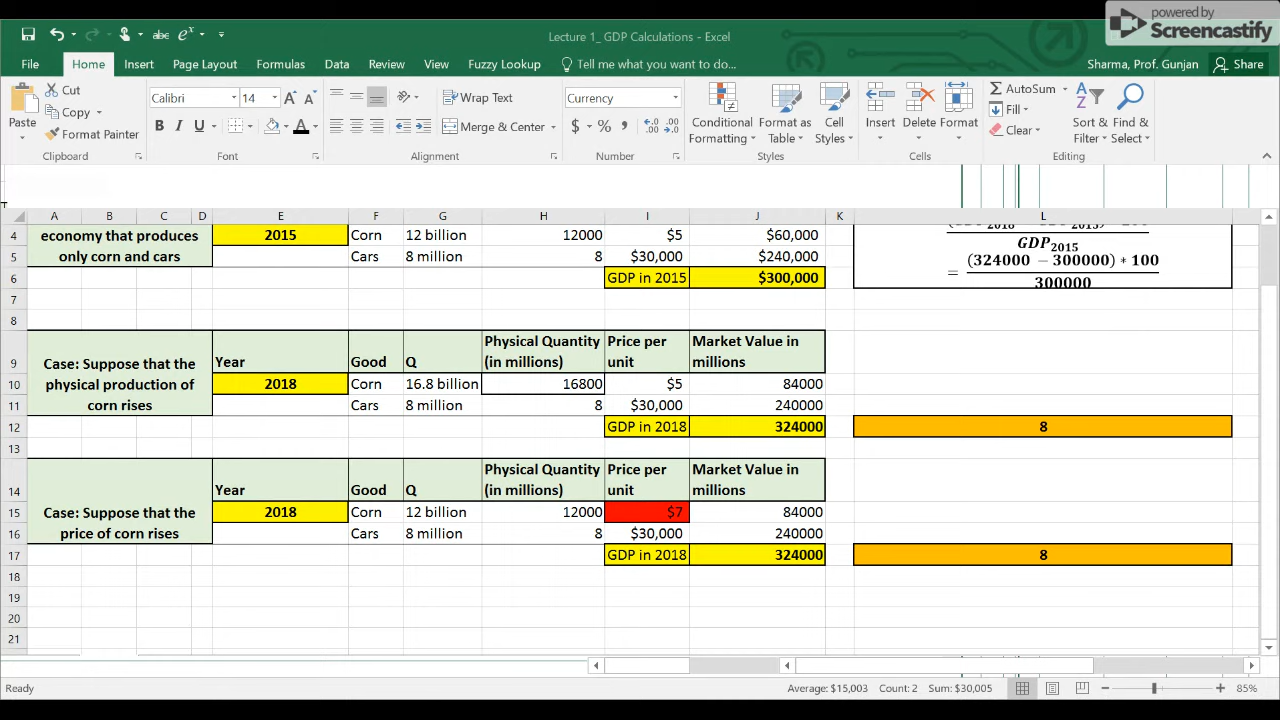 powered by
Screencastify
abc
e^x
Lecture 1_ GDP Calculations - Excel
File Home Insert Page Layout Formulas Data Review View Fuzzy Lookup Tell me what you want to do... Sharma, Prof. Gunjan Share
Paste
Cut
Copy
Format Painter
Clipboard
Calibri 14 A A
B I U A
Font
Wrap Text
Merge & Center
Alignment
Currency
$ % ,
Number
Conditional
Formatting
Format as
Table
Cell
Styles
Styles
Insert Delete Format
Cells
AutoSum
Fill
Clear
Sort &
Filter
Find &
Select
Editing
A B C D E F G H I J K L
4 economy that produces 2015 Corn 12 billion 12000 $5 $60,000
5 only corn and cars Cars 8 million 8 $30,000 $240,000
6 GDP in 2015 $300,000
GDP2015
= (324000 − 300000) * 100
300000
7
8
9 Case: Suppose that the Year Good Q Physical Quantity (in millions) Price per unit Market Value in millions
10 physical production of 2018 Corn 16.8 billion 16800 $5 84000
11 corn rises Cars 8 million 8 $30,000 240000
12 GDP in 2018 324000 8
13
14 Year Good Q Physical Quantity (in millions) Price per unit Market Value in millions
15 Case: Suppose that the 2018 Corn 12 billion 12000 $7 84000
16 price of corn rises Cars 8 million 8 $30,000 240000
17 GDP in 2018 324000 8
18
19
20
21
Ready Average: $15,003 Count: 2 Sum: $30,005 85%